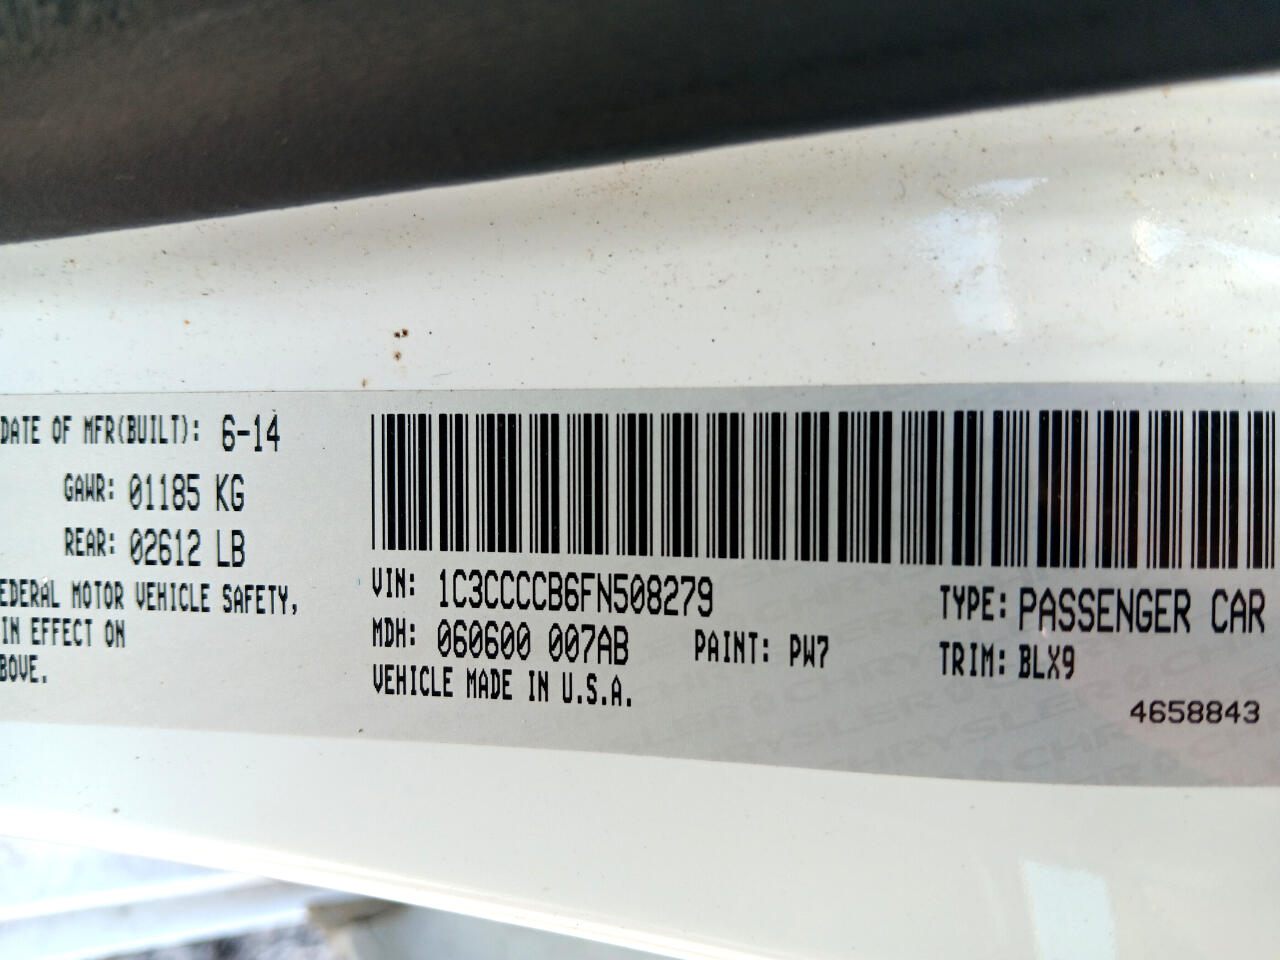 DATE OF MFR(BUILT): 6-14
GAWR: 01185 KG
REAR: 02612 LB
EDERAL MOTOR VEHICLE SAFETY,
IN EFFECT ON
BOVE.
VIN: 1C3CCCCB6FN508279
TYPE: PASSENGER CAR
MDH: 060600 007AB PAINT: PW7
TRIM: BLX9
VEHICLE MADE IN U.S.A.
4658843
CHRYSLER